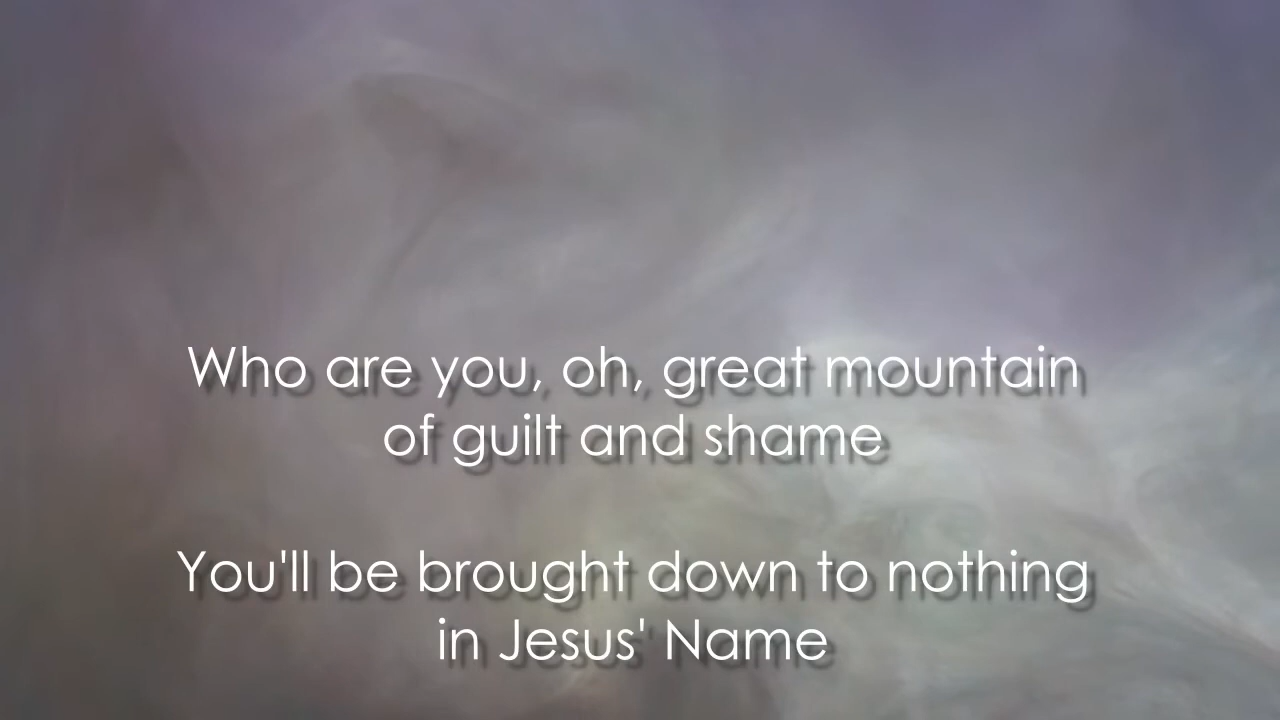 Who are you, oh, great mountain
of guilt and shame
You'll be brought down to nothing
in Jesus' Name